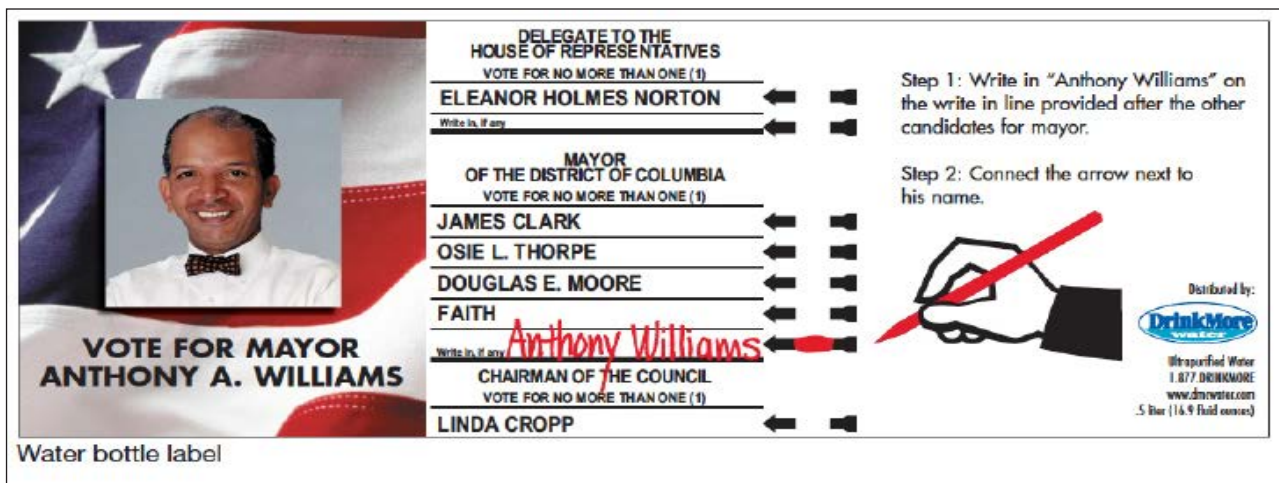 VOTE FOR MAYOR
ANTHONY A. WILLIAMS
DELEGATE TO THE
HOUSE OF REPRESENTATIVES
VOTE FOR NO MORE THAN ONE (1)
ELEANOR HOLMES NORTON
Write in, if any
MAYOR
OF THE DISTRICT OF COLUMBIA
VOTE FOR NO MORE THAN ONE (1)
JAMES CLARK
OSIE L. THORPE
DOUGLAS E. MOORE
FAITH
Write in, if any Anthony Williams
CHAIRMAN OF THE COUNCIL
VOTE FOR NO MORE THAN ONE (1)
LINDA CROPP
Step 1: Write in "Anthony Williams" on
the write in line provided after the other
candidates for mayor.
Step 2: Connect the arrow next to
his name.
Distributed by:
DrinkMore
water
Ultrapurified Water
1.877.DRINKMORE
www.dmwater.com
.5 liter (16.9 fluid ounces)
Water bottle label